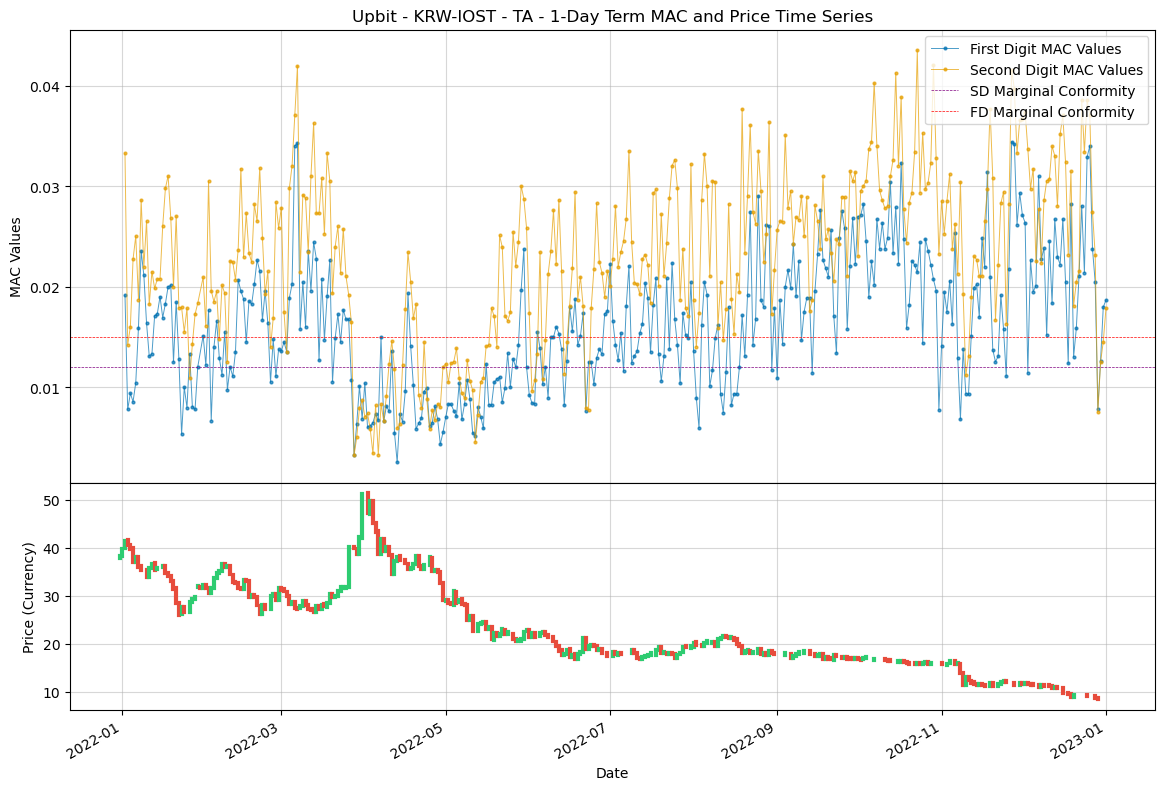 Upbit - KRW-IOST - TA - 1-Day Term MAC and Price Time Series
First Digit MAC Values
Second Digit MAC Values
SD Marginal Conformity
FD Marginal Conformity
MAC Values
0.04
0.03
0.02
0.01
Price (Currency)
50
40
30
20
10
2022-01
2022-03
2022-05
2022-07
2022-09
2022-11
2023-01
Date